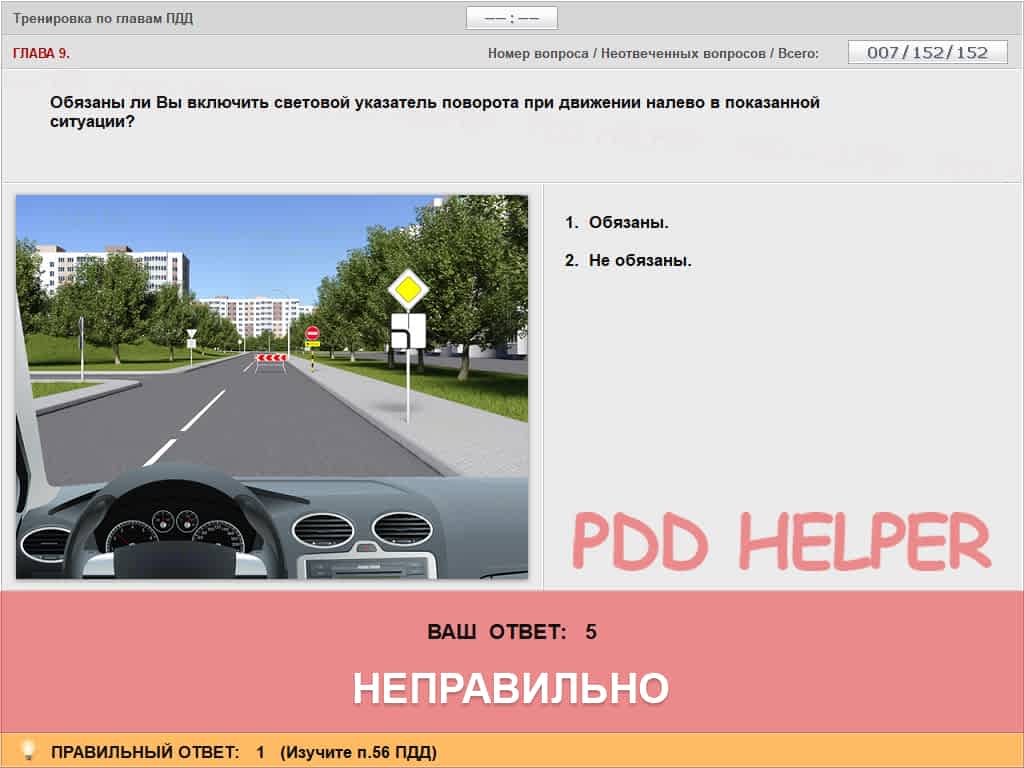 Тренировка по главам ПДД
–– : ––
ГЛАВА 9.
Номер вопроса / Неотвеченных вопросов / Всего:
007/152/152
Обязаны ли Вы включить световой указатель поворота при движении налево в показанной
ситуации?
1. Обязаны.
2. Не обязаны.
PDD HELPER
ВАШ ОТВЕТ: 5
НЕПРАВИЛЬНО
ПРАВИЛЬНЫЙ ОТВЕТ: 1 (Изучите п.56 ПДД)